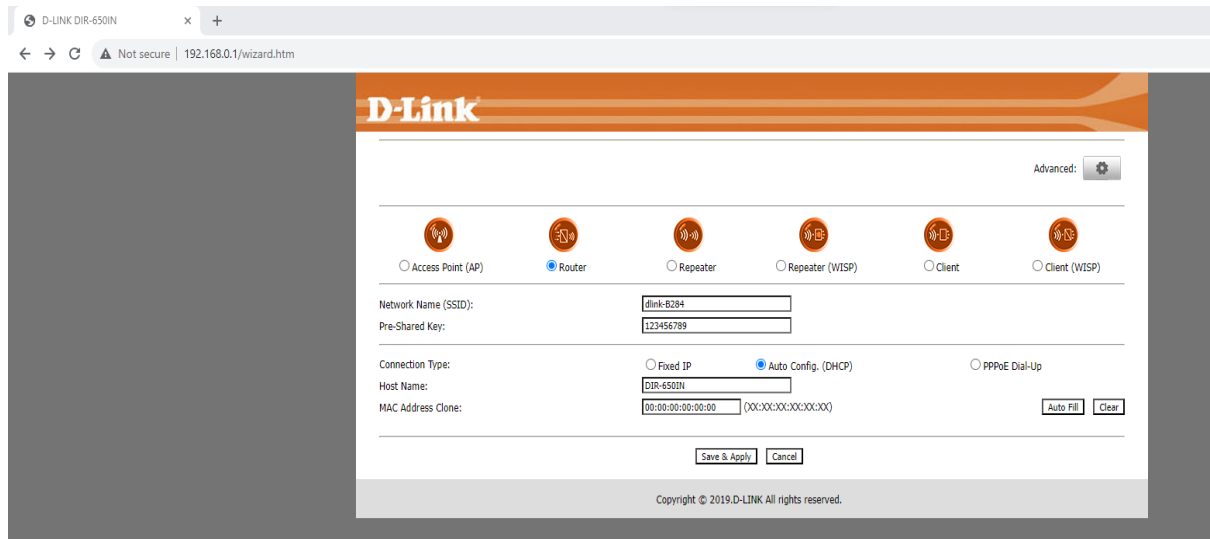 D-LINK DIR-650IN
Not secure | 192.168.0.1/wizard.htm
D-Link
Advanced:
Access Point (AP) Router Repeater Repeater (WISP) Client Client (WISP)
Network Name (SSID): dlink-B284
Pre-Shared Key: 123456789
Connection Type: Fixed IP Auto Config. (DHCP) PPPoE Dial-Up
Host Name: DIR-650IN
MAC Address Clone: 00:00:00:00:00:00 (XX:XX:XX:XX:XX:XX) Auto Fill Clear
Save & Apply Cancel
Copyright © 2019.D-LINK All rights reserved.